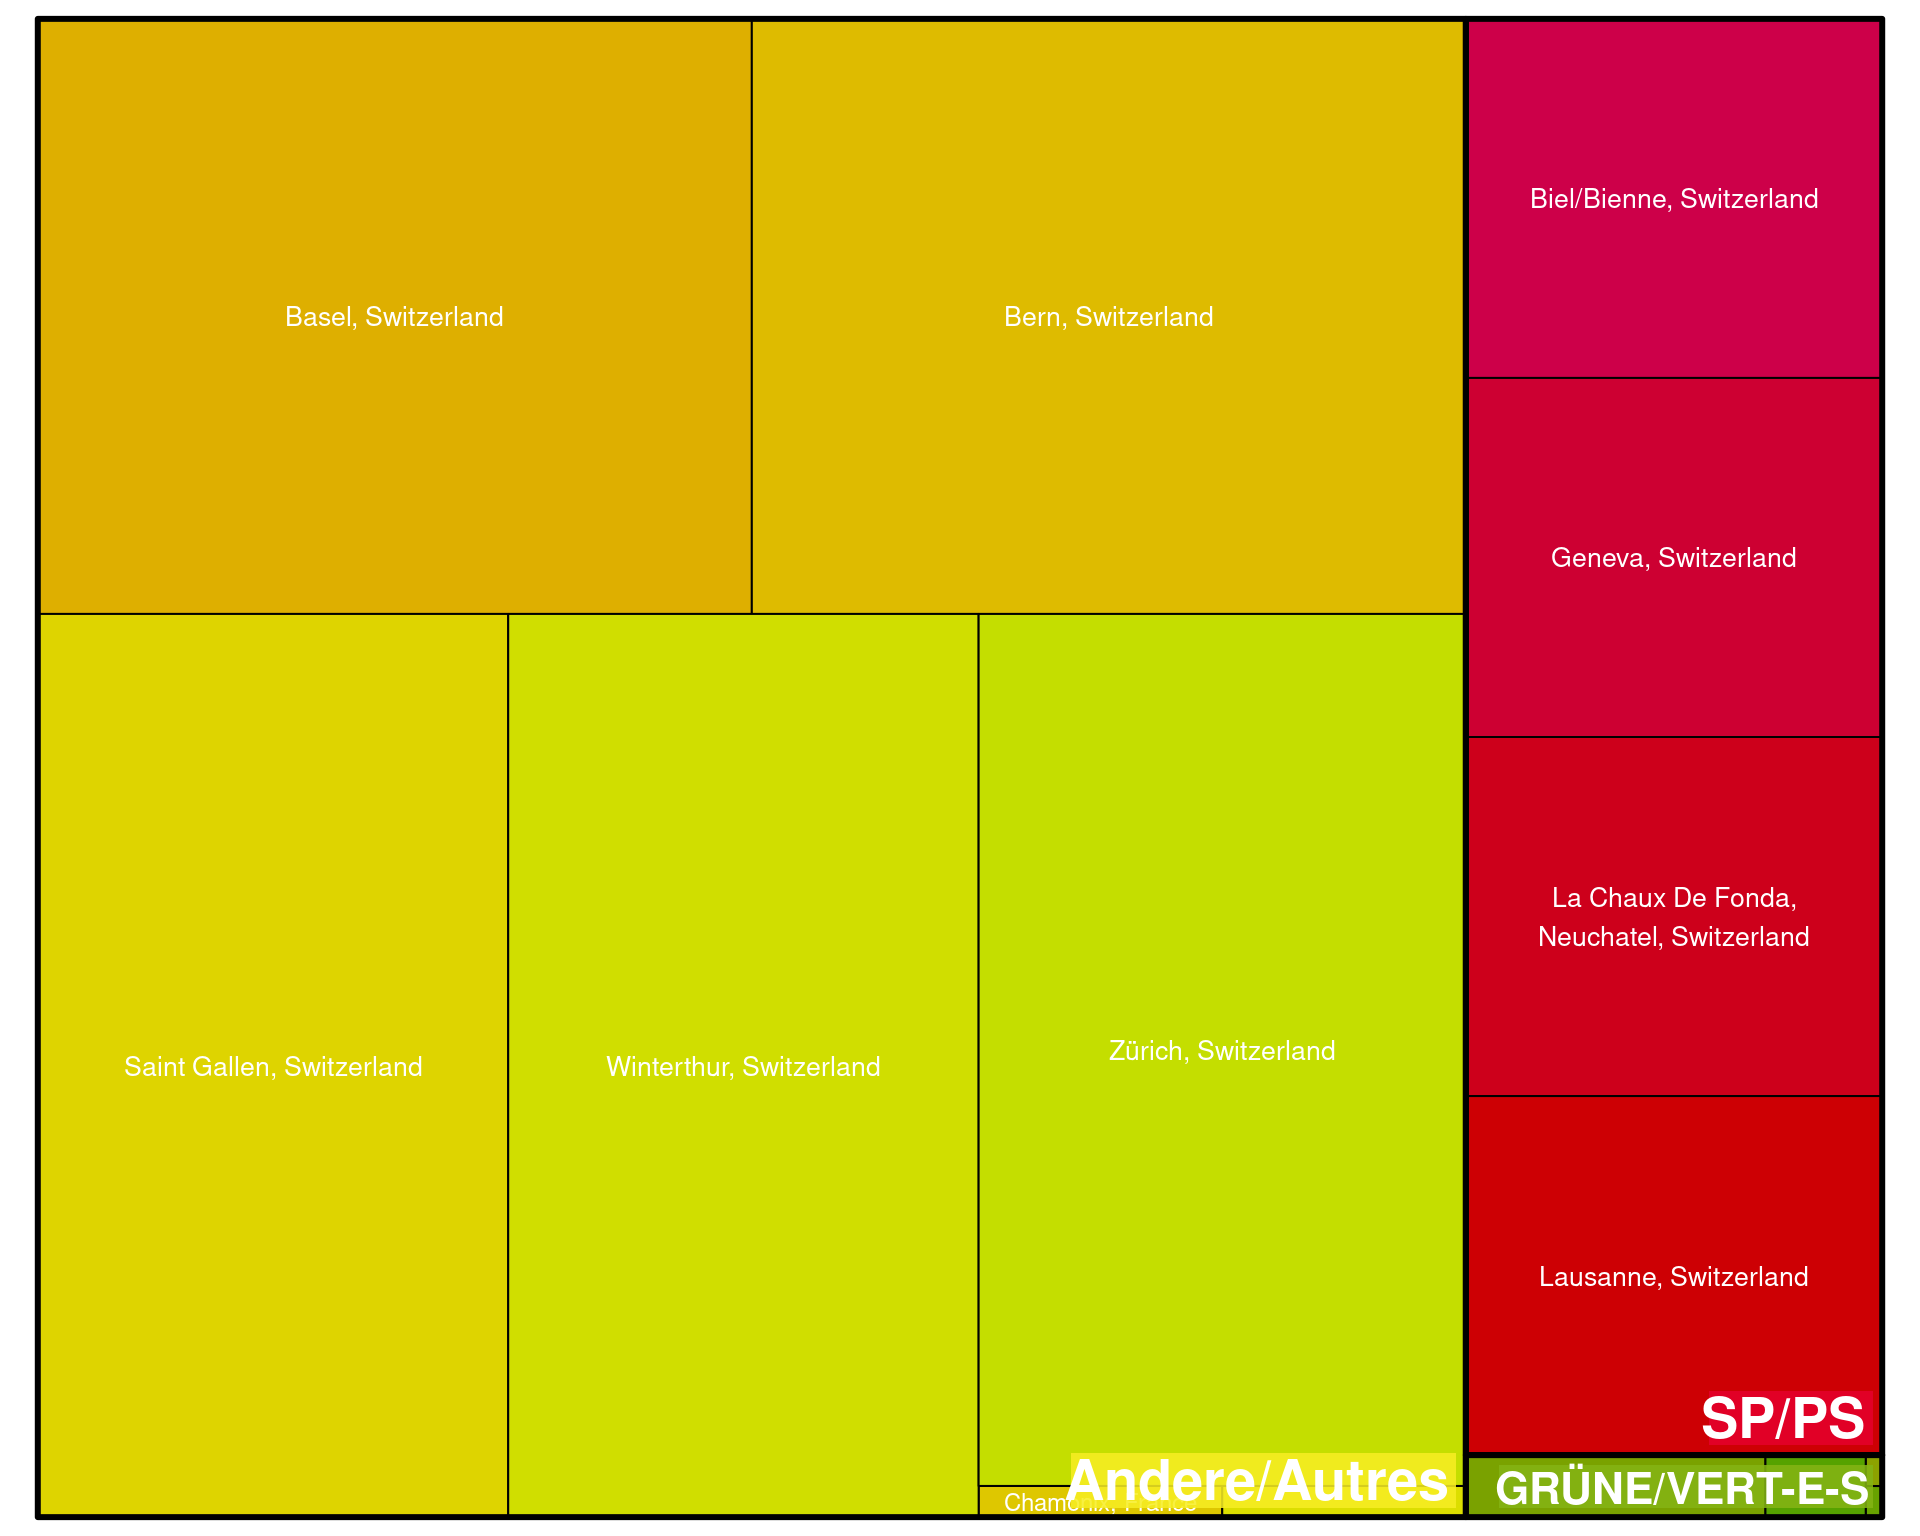 Basel, Switzerland
Bern, Switzerland
Biel/Bienne, Switzerland
Geneva, Switzerland
La Chaux De Fonda,
Neuchatel, Switzerland
Saint Gallen, Switzerland
Winterthur, Switzerland
Zürich, Switzerland
Lausanne, Switzerland
SP/PS
Andere/Autres
Chamonix, France
GRÜNE/VERT-E-S